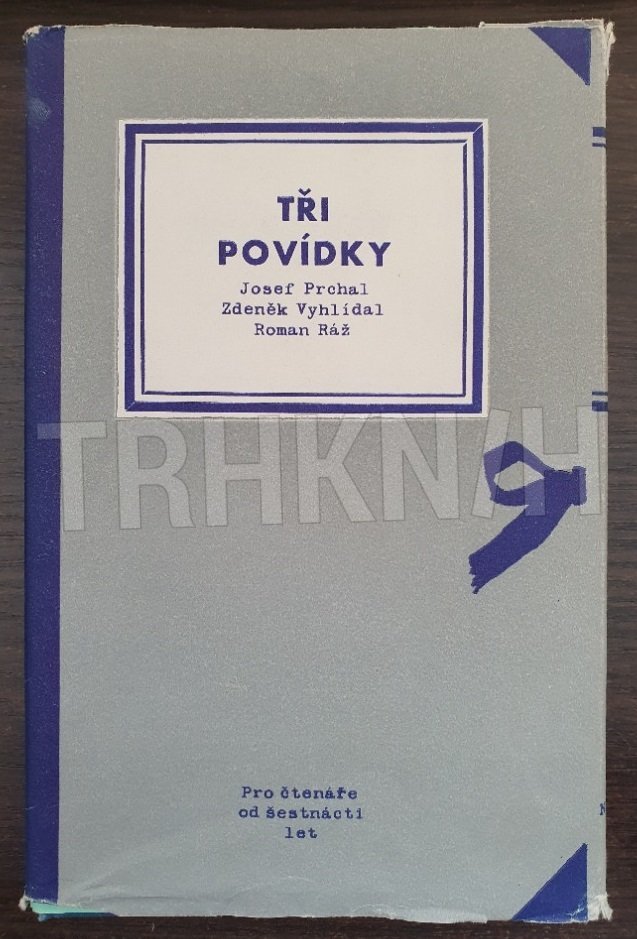 TŘI
POVÍDKY
Josef Prchal
Zdeněk Vyhlídal
Roman Ráž
TRHKNIH
Pro čtenáře
od šestnácti
let